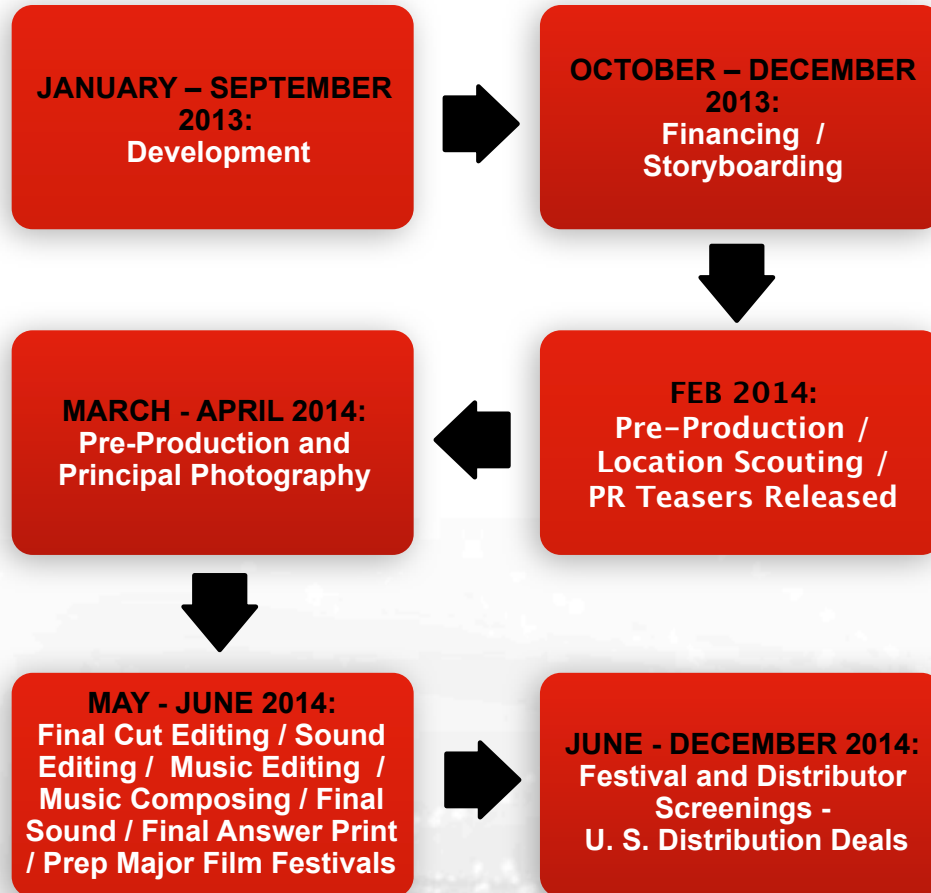 JANUARY – SEPTEMBER
2013:
Development
OCTOBER – DECEMBER
2013:
Financing /
Storyboarding
FEB 2014:
Pre–Production /
Location Scouting /
PR Teasers Released
MARCH - APRIL 2014:
Pre-Production and
Principal Photography
MAY - JUNE 2014:
Final Cut Editing / Sound
Editing / Music Editing /
Music Composing / Final
Sound / Final Answer Print
/ Prep Major Film Festivals
JUNE - DECEMBER 2014:
Festival and Distributor
Screenings -
U. S. Distribution Deals